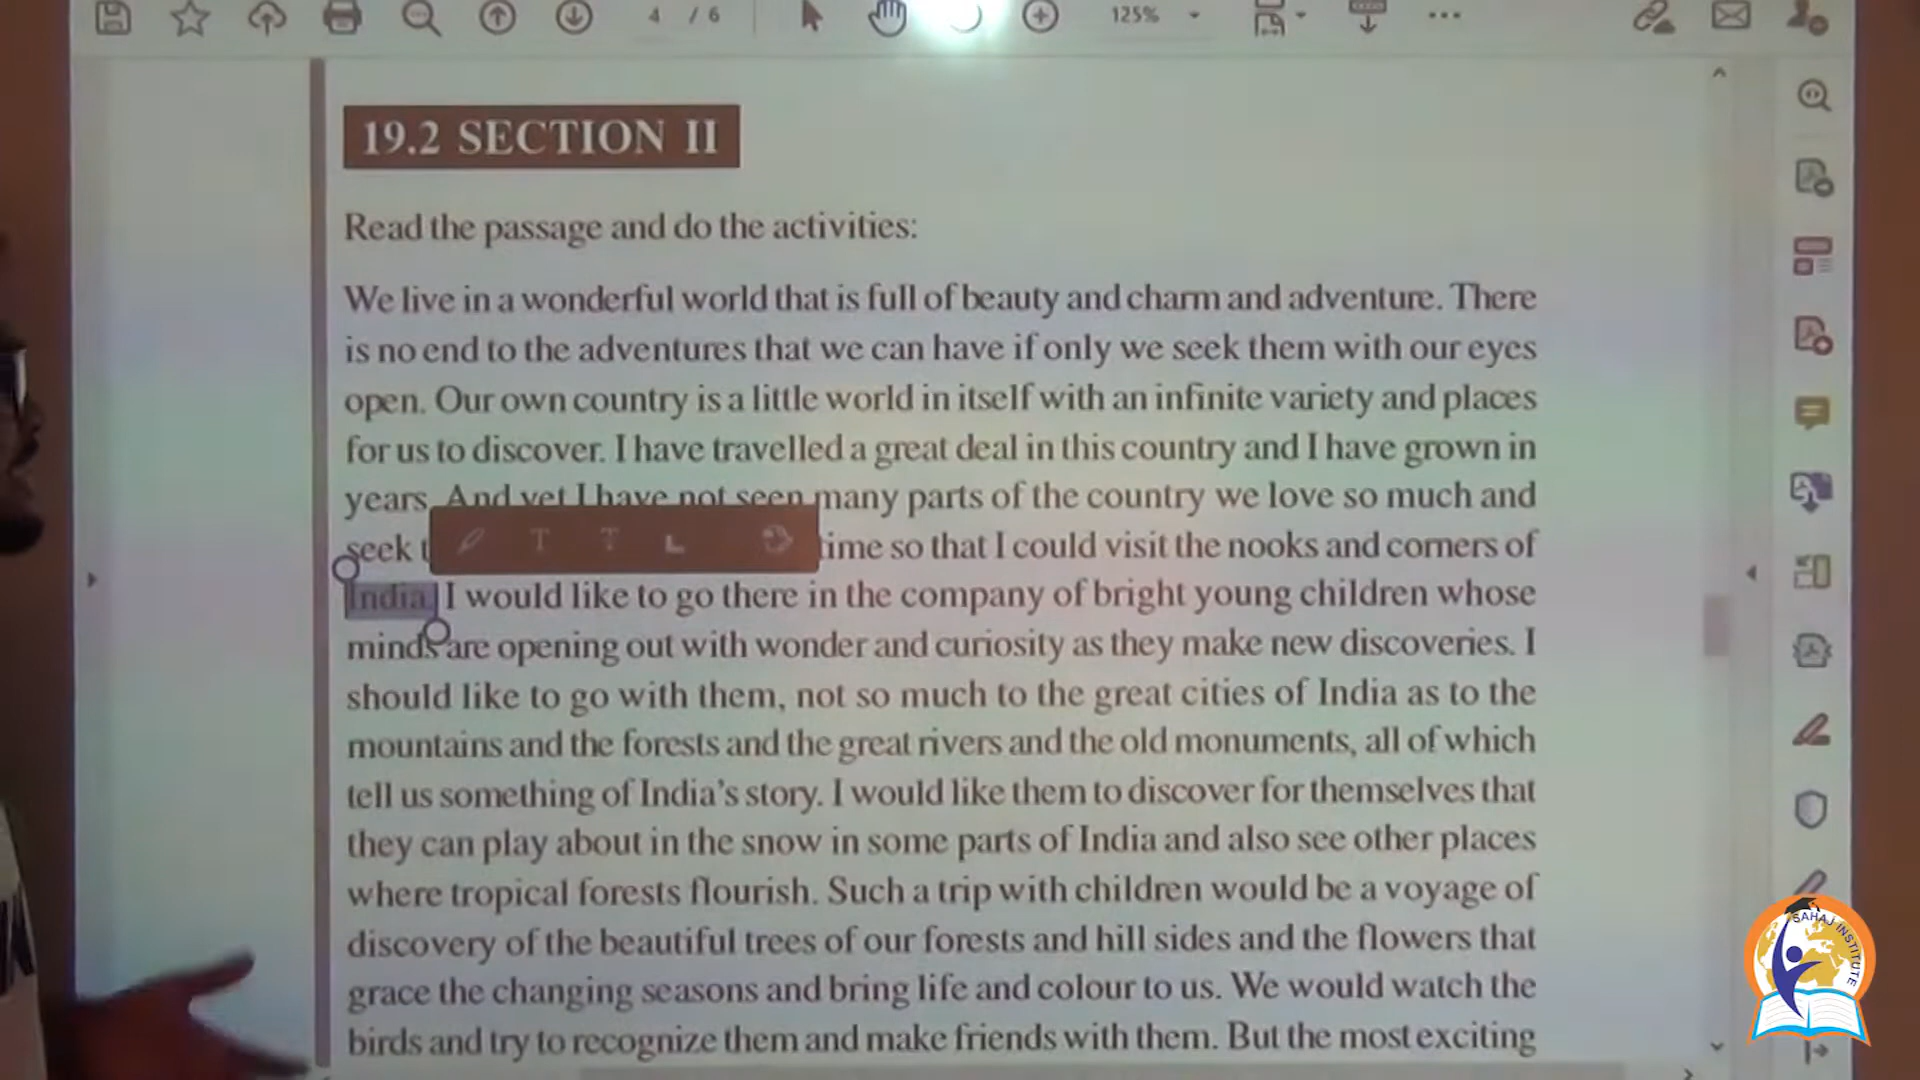 4 / 6
125%
19.2 SECTION II
Read the passage and do the activities:
We live in a wonderful world that is full of beauty and charm and adventure. There
is no end to the adventures that we can have if only we seek them with our eyes
open. Our own country is a little world in itself with an infinite variety and places
for us to discover. I have travelled a great deal in this country and I have grown in
years. And yet I have not seen many parts of the country we love so much and
seek t ime so that I could visit the nooks and corners of
India. I would like to go there in the company of bright young children whose
minds are opening out with wonder and curiosity as they make new discoveries. I
should like to go with them, not so much to the great cities of India as to the
mountains and the forests and the great rivers and the old monuments, all of which
tell us something of India's story. I would like them to discover for themselves that
they can play about in the snow in some parts of India and also see other places
where tropical forests flourish. Such a trip with children would be a voyage of
discovery of the beautiful trees of our forests and hill sides and the flowers that
grace the changing seasons and bring life and colour to us. We would watch the
birds and try to recognize them and make friends with them. But the most exciting
SAHAJ INSTITUTE